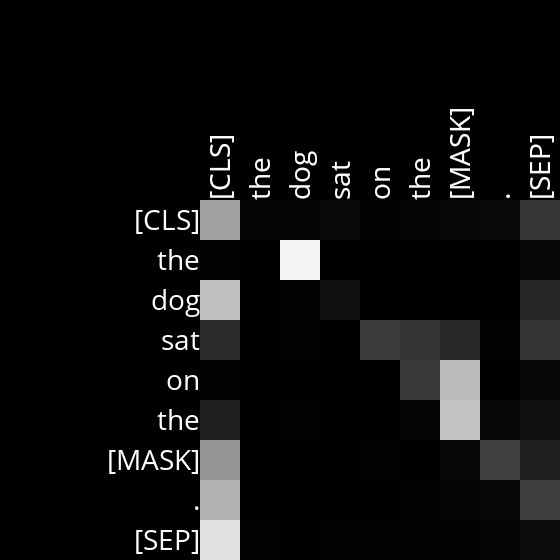 [CLS] the dog sat on the [MASK] . [SEP]
[CLS]
the
dog
sat
on
the
[MASK]
.
[SEP]